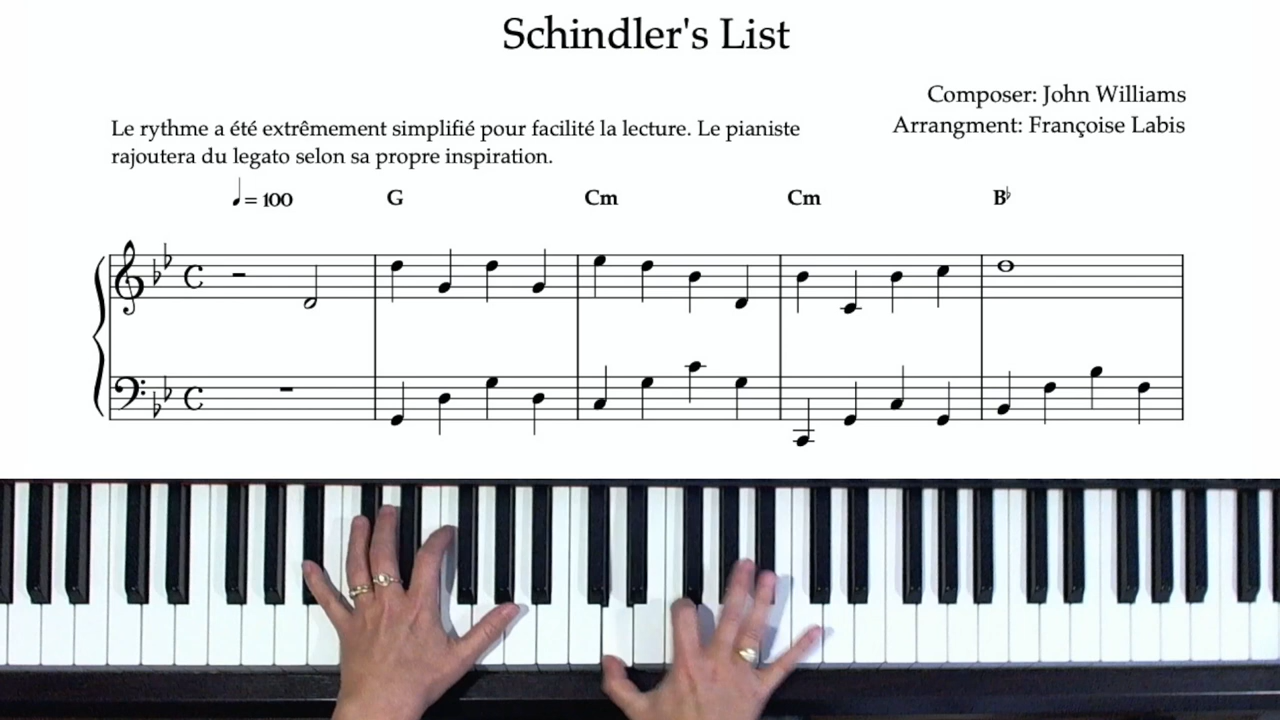 Schindler's List
Composer: John Williams
Arrangment: Françoise Labis
Le rythme a été extrêmement simplifié pour facilité la lecture. Le pianiste
rajoutera du legato selon sa propre inspiration.
♩= 100 G Cm Cm B♭